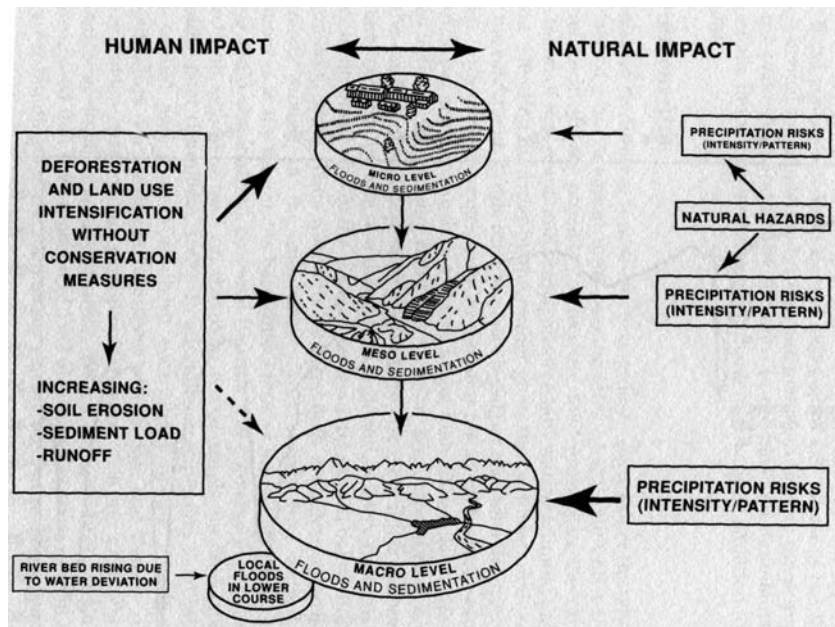 HUMAN IMPACT
NATURAL IMPACT
DEFORESTATION
AND LAND USE
INTENSIFICATION
WITHOUT
CONSERVATION
MEASURES
INCREASING:
-SOIL EROSION
-SEDIMENT LOAD
-RUNOFF
MICRO LEVEL
FLOODS AND SEDIMENTATION
PRECIPITATION RISKS
(INTENSITY/PATTERN)
NATURAL HAZARDS
MESO LEVEL
FLOODS AND SEDIMENTATION
PRECIPITATION RISKS
(INTENSITY/PATTERN)
MACRO LEVEL
FLOODS AND SEDIMENTATION
PRECIPITATION RISKS
(INTENSITY/PATTERN)
RIVER BED RISING DUE
TO WATER DEVIATION
LOCAL
FLOODS
IN LOWER
COURSE